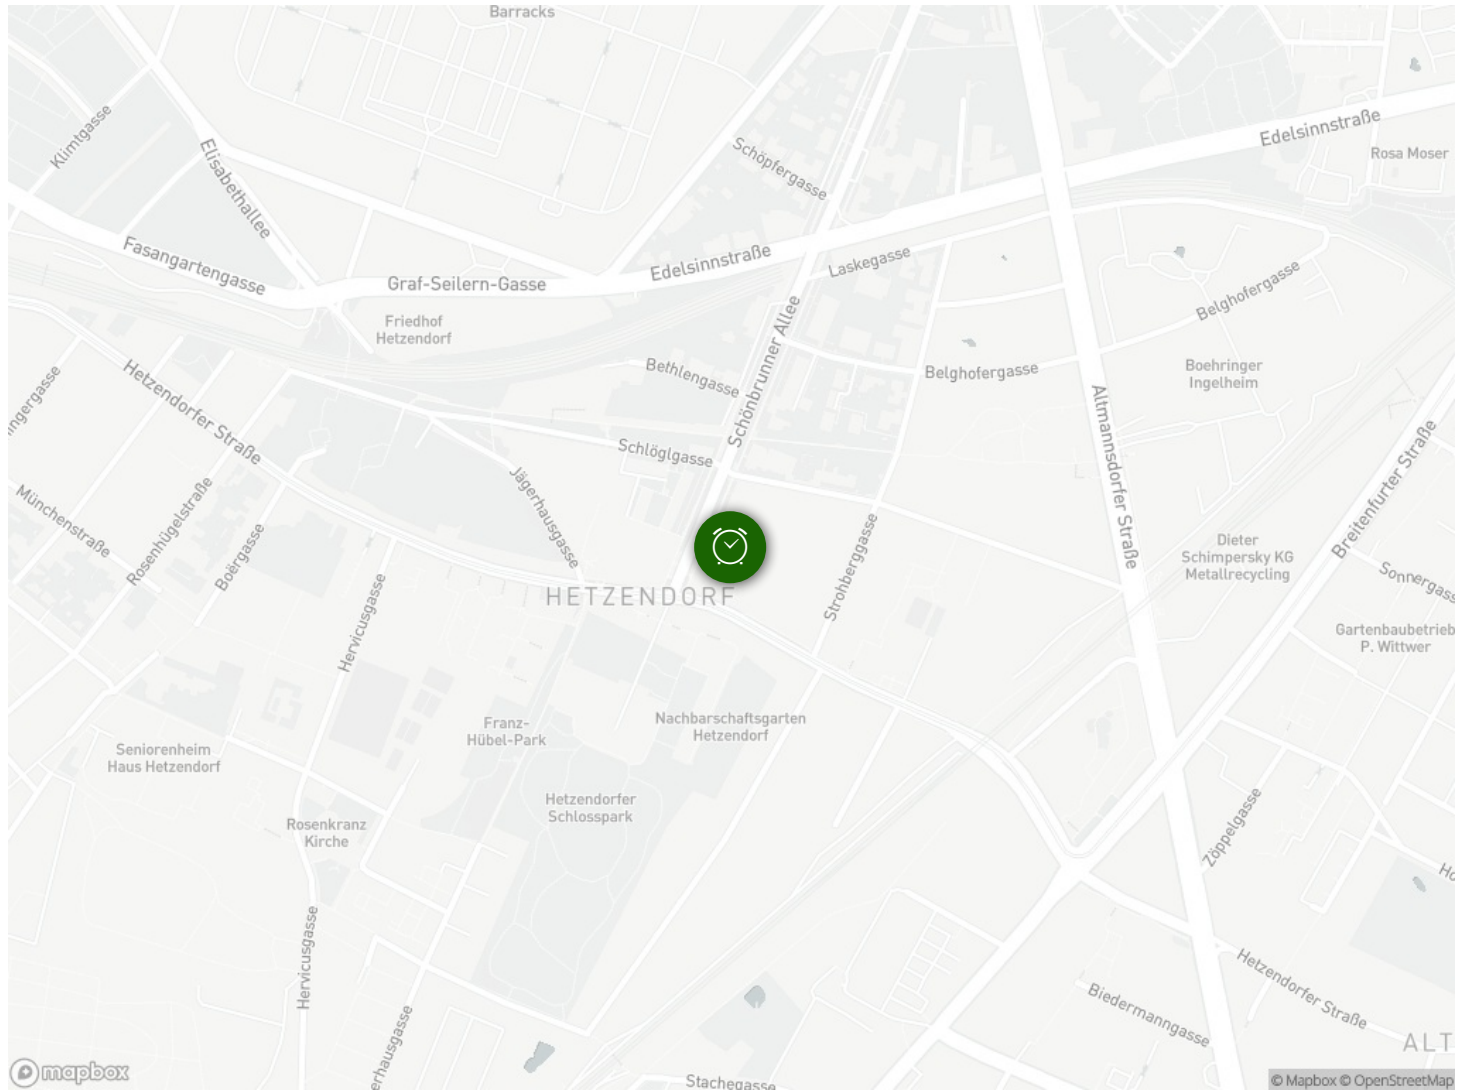 Barracks
Klimtgasse
Elisabethallee
Schöpfergasse
Edelsinnstraße
Rosa Moser
Fasangartengasse
Graf-Seilern-Gasse
Edelsinnstraße
Laskegasse
Belghofergasse
Friedhof
Hetzendorf
Schönbrunner Allee
Hetzendorfer Straße
Bethlengasse
Belghofergasse
Boehringer
Ingelheim
ingergasse
Altmannsdorfer Straße
Breitenfurter Straße
Schlöglgasse
Jägerhausgasse
Münchenstraße
Rosenhügelstraße
Boërgasse
Strohberggasse
Dieter
Schimpersky KG
Metallrecycling
Sonnergass
HETZENDORF
Hervicusgasse
Gartenbaubetrieb
P. Wittwer
Franz-
Hübel-Park
Nachbarschaftsgarten
Hetzendorf
Seniorenheim
Haus Hetzendorf
Hetzendorfer
Schlosspark
Rosenkranz
Kirche
Zöppelgasse
Ho
Hervicusgasse
Hetzendorfer Straße
Biedermanngasse
erhausgasse
ALT
Stachegasse
mapbox
© Mapbox © OpenStreetMap